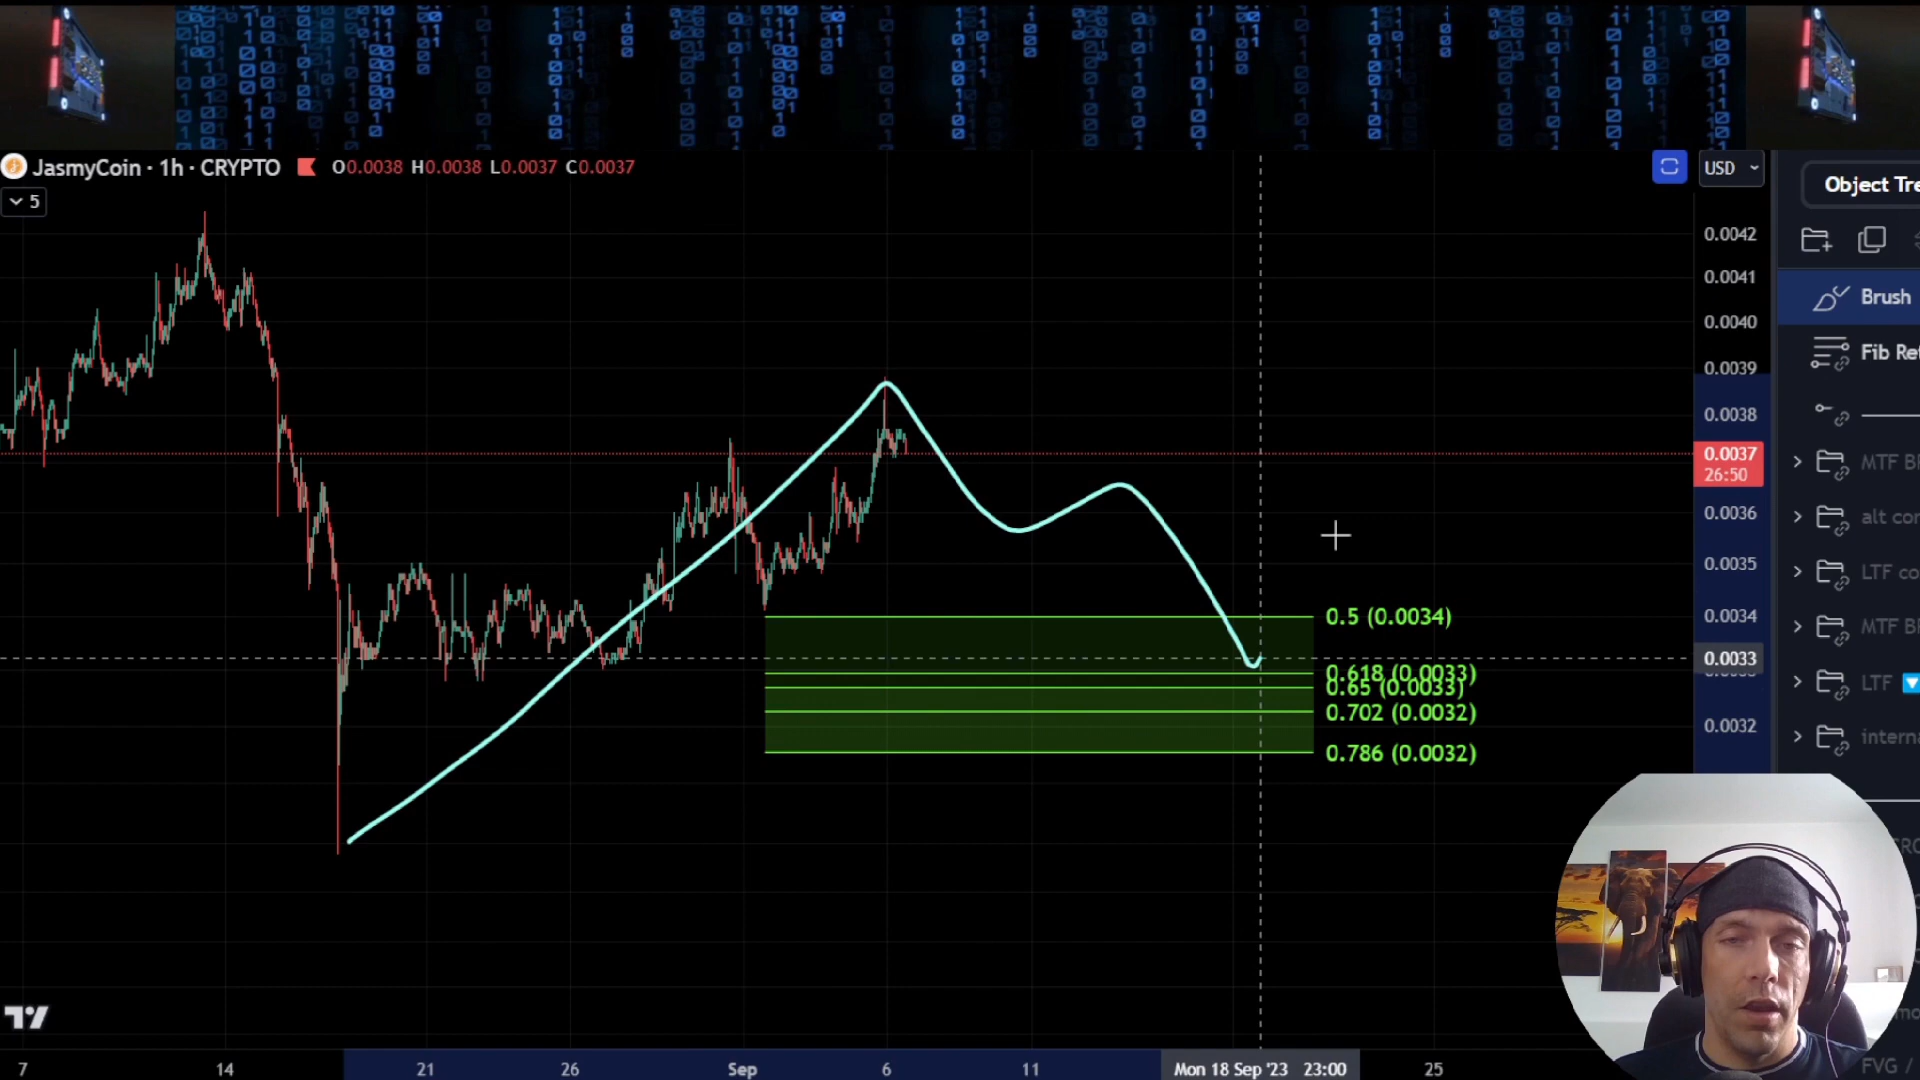 JasmyCoin · 1h · CRYPTO O0.0038 H0.0038 L0.0037 C0.0037
USD
Object Tre
5
0.0042
0.0041
Brush
0.0040
Fib Ret
0.0039
0.0038
0.0037
26:50
MTF B
0.0036
alt cor
0.0035
LTF co
0.5 (0.0034)
0.0034
MTF B
0.0033
0.618 (0.0033)
0.65 (0.0033)
LTF
0.702 (0.0032)
0.0032
interna
0.786 (0.0032)
7
14
21
26
Sep
6
11
Mon 18 Sep '23 23:00
25
FVG /